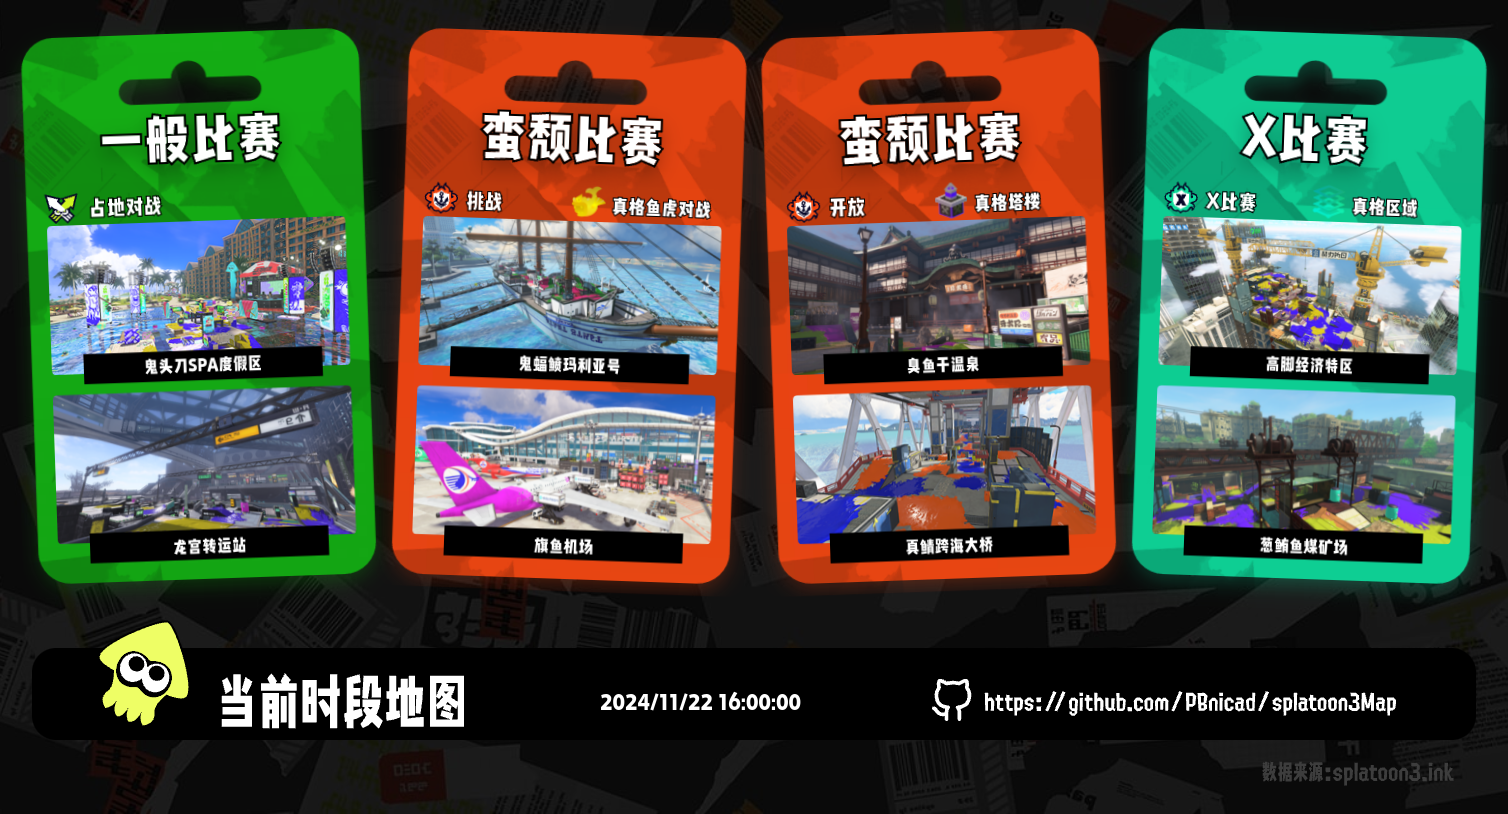 一般比赛
占地对战
鬼头刀SPA度假区
龙宫转运站
蛮颓比赛
挑战
真格鱼虎对战
鬼蝠鲼玛利亚号
旗鱼机场
蛮颓比赛
开放
真格塔楼
臭鱼干温泉
真鲭跨海大桥
X比赛
X比赛
真格区域
高脚经济特区
葱鲔鱼煤矿场
当前时段地图
2024/11/22 16:00:00
https://github.com/PBnicad/splatoon3Map
数据来源:splatoon3.ink